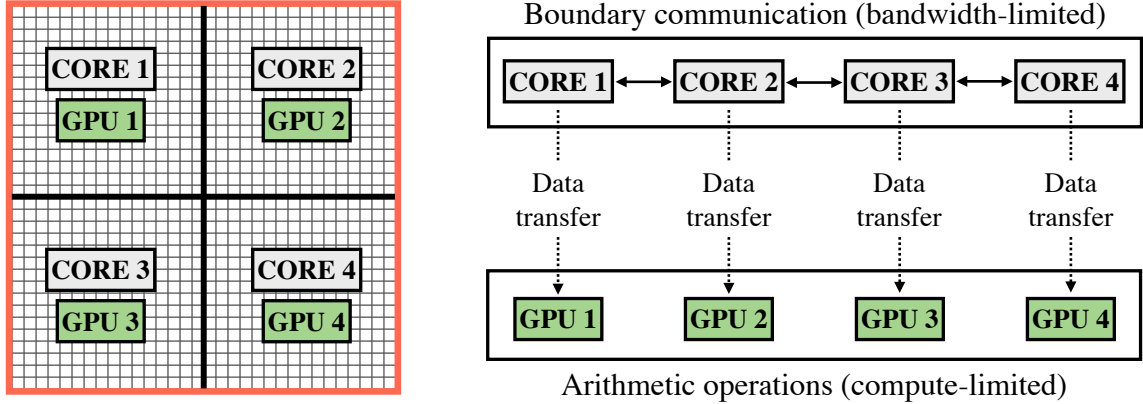 CORE 1
GPU 1
CORE 2
GPU 2
CORE 3
GPU 3
CORE 4
GPU 4
Boundary communication (bandwidth-limited)
CORE 1
CORE 2
CORE 3
CORE 4
Data
transfer
Data
transfer
Data
transfer
Data
transfer
GPU 1
GPU 2
GPU 3
GPU 4
Arithmetic operations (compute-limited)